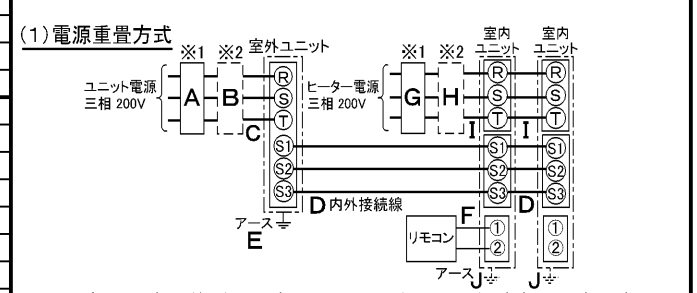 (1)電源重畳方式
※1 ※2 室外ユニット
ユニット電源
三相 200V
A B C
R
S
T
S1
S2
S3
D 内外接続線
アース
E
※1 ※2
ヒーター電源
三相 200V
G H I I
室内
ユニット
R
S
T
S1
S2
S3
室内
ユニット
R
S
T
S1
S2
S3
F D
リモコン
①
②
①
②
アース J J